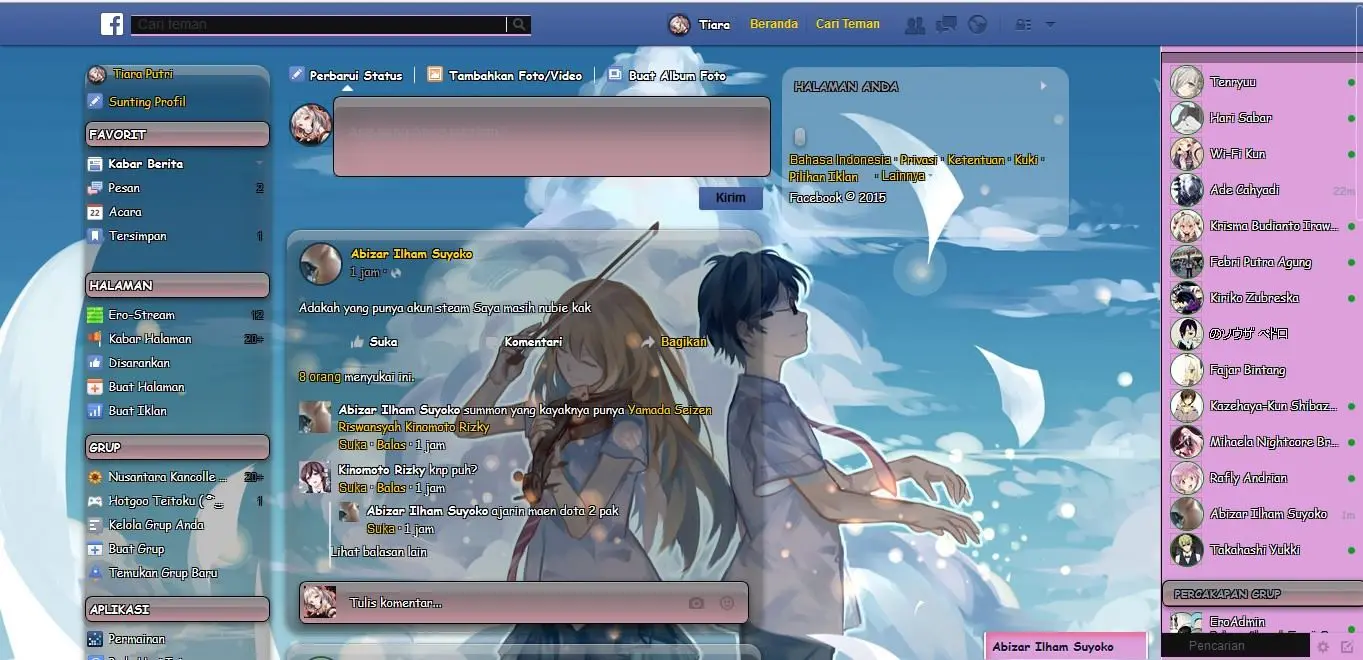 f
Cari teman
Tiara
Beranda
Cari Teman
Tiara Putri
Sunting Profil
FAVORIT
Kabar Berita
Pesan 2
22 Acara
Tersimpan 1
HALAMAN
Ero-Stream 12
Kabar Halaman 20+
Disarankan
Buat Halaman
Buat Iklan
GRUP
Nusantara Kancolle ... 20+
Hotgoo Teitoku ( 1
Kelola Grup Anda
Buat Grup
Temukan Grup Baru
APLIKASI
Permainan
Perbarui Status
Tambahkan Foto/Video
Buat Album Foto
Kirim
Abizar Ilham Suyoko
1 jam ·
Adakah yang punya akun steam Saya masih nubie kak
Suka Komentari Bagikan
8 orang menyukai ini.
Abizar Ilham Suyoko summon yang kayaknya punya Yamada Seizen
Riswansyah Kinomoto Rizky
Suka · Balas · 1 jam
Kinomoto Rizky knp puh?
Suka · Balas · 1 jam
Abizar Ilham Suyoko ajarin maen dota 2 pak
Suka · 1 jam
Lihat balasan lain
Tulis komentar...
HALAMAN ANDA
Bahasa Indonesia · Privasi · Ketentuan · Kuki ·
Pilihan Iklan · Lainnya
Facebook © 2015
Tenryuu
Hari Sabar
Wi-Fi Kun
Ade Cahyadi 22m
Krisma Budianto Iraw...
Febri Putra Agung
Kiriko Zubreska
のソウザ ペドロ
Fajar Bintang
Kazehaya-Kun Shibaz...
Mihaela Nightcore Br...
Rafly Andrian
Abizar Ilham Suyoko 1m
Takahashi Yukki
PERCAKAPAN GRUP
EroAdmin
Pencarian
Abizar Ilham Suyoko